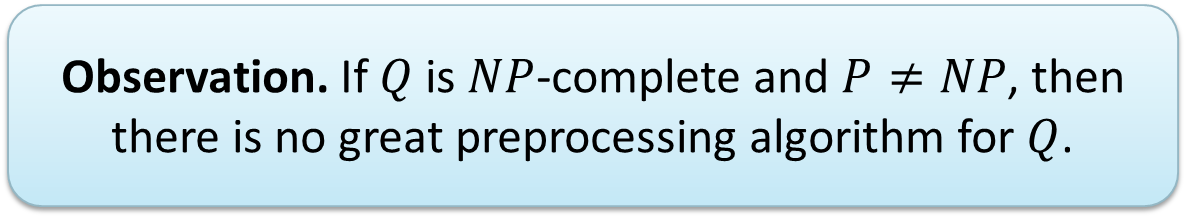 Observation. If Q is NP-complete and P ≠ NP, then
there is no great preprocessing algorithm for Q.